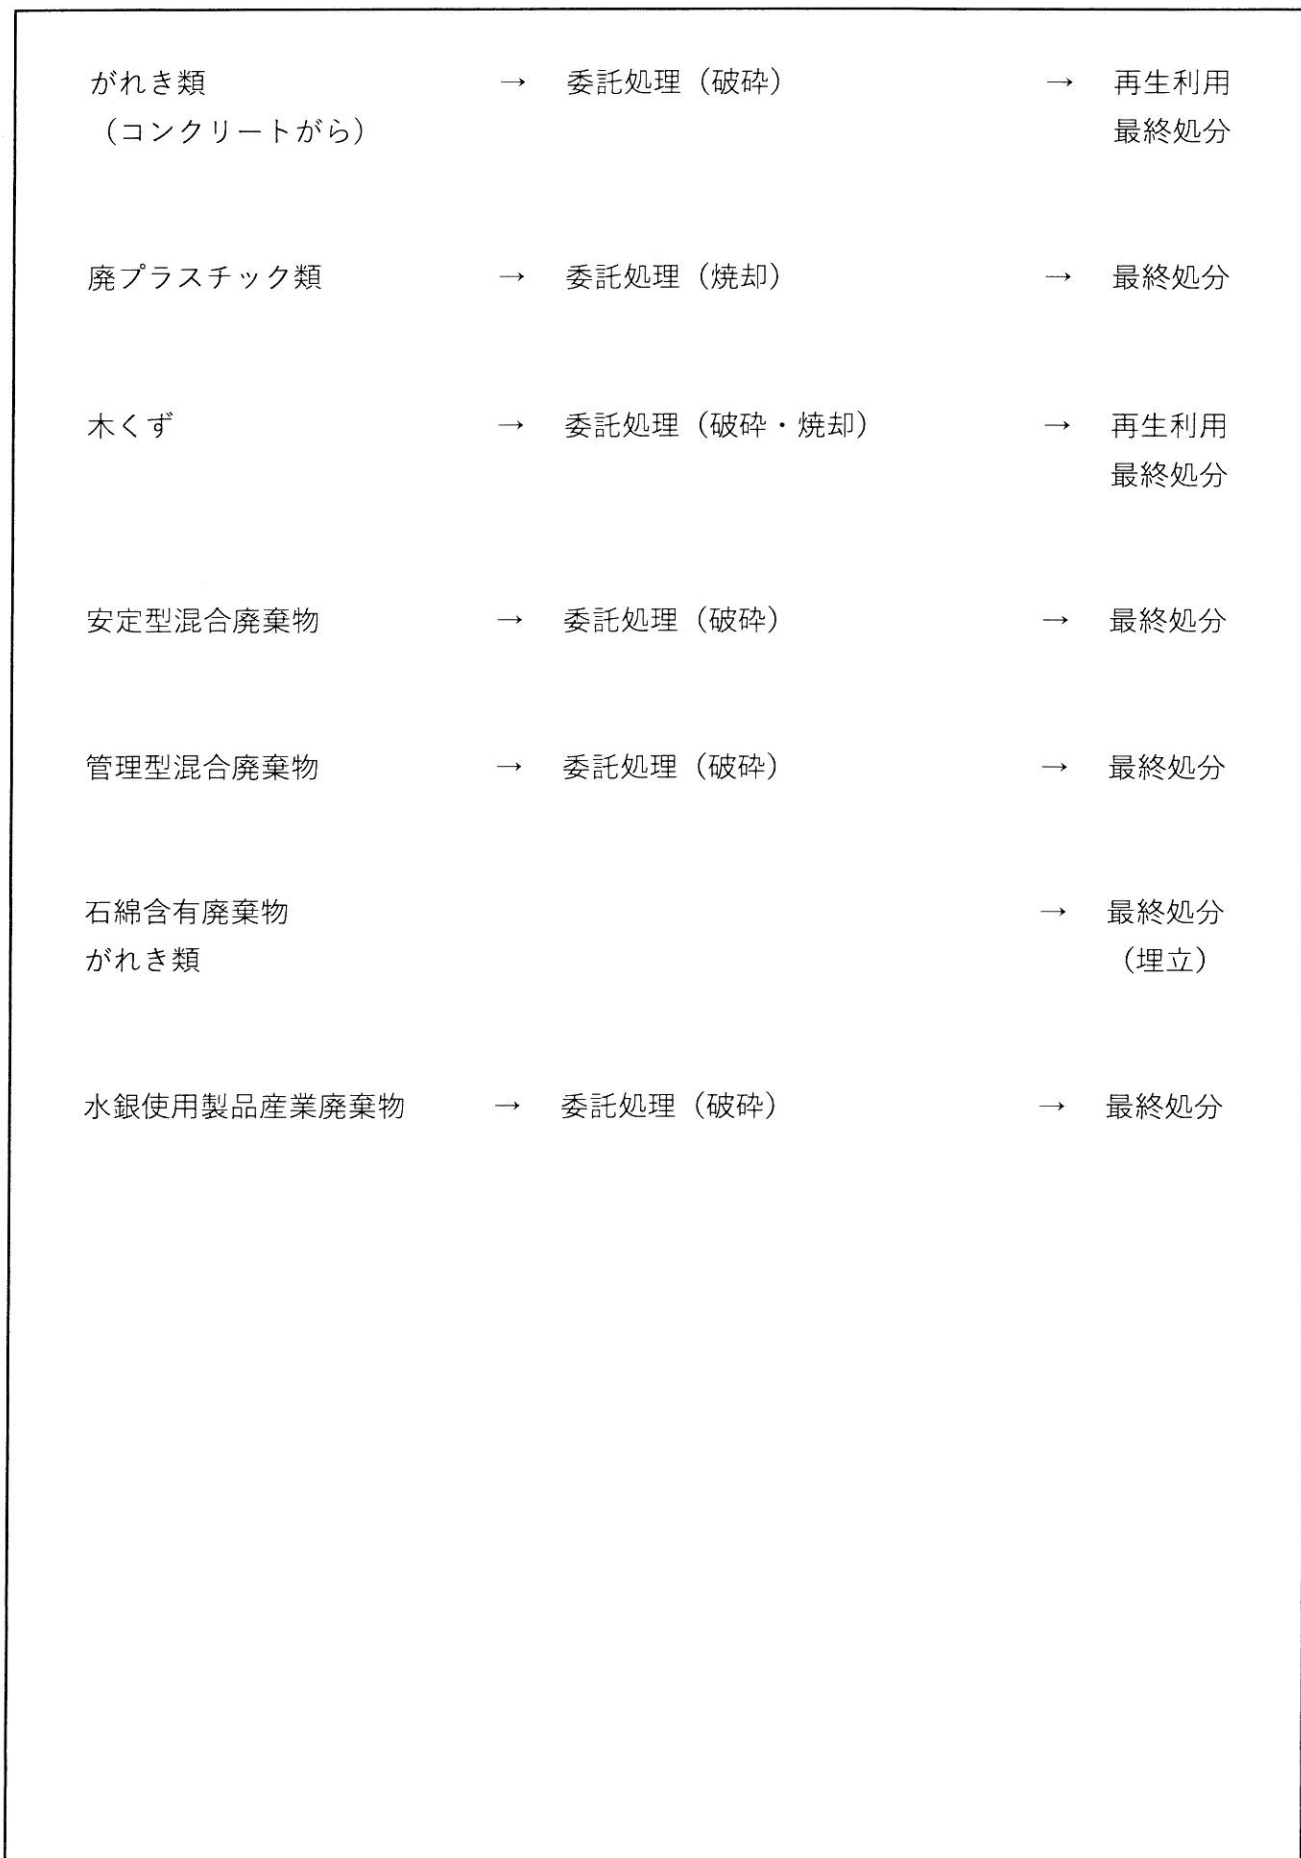 がれき類 → 委託処理（破砕） → 再生利用
（コンクリートがら） 最終処分
廃プラスチック類 → 委託処理（焼却） → 最終処分
木くず → 委託処理（破砕・焼却） → 再生利用
最終処分
安定型混合廃棄物 → 委託処理（破砕） → 最終処分
管理型混合廃棄物 → 委託処理（破砕） → 最終処分
石綿含有廃棄物 → 最終処分
がれき類 （埋立）
水銀使用製品産業廃棄物 → 委託処理（破砕） → 最終処分